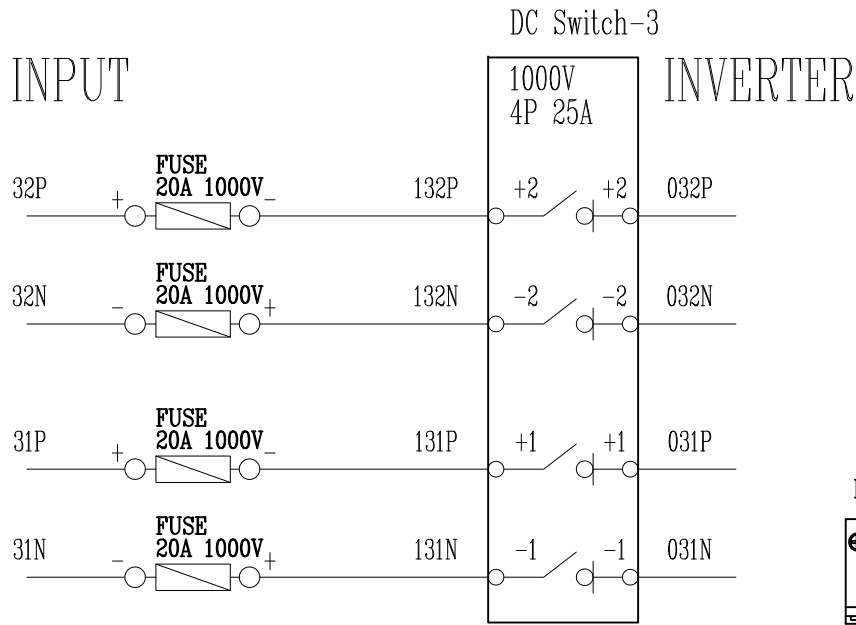 DC Switch-3
INPUT
1000V
4P 25A
INVERTER
FUSE
20A 1000V
32P + - 132P +2 +2 032P
FUSE
20A 1000V
32N - + 132N -2 -2 032N
FUSE
20A 1000V
31P + - 131P +1 +1 031P
FUSE
20A 1000V
31N - + 131N -1 -1 031N